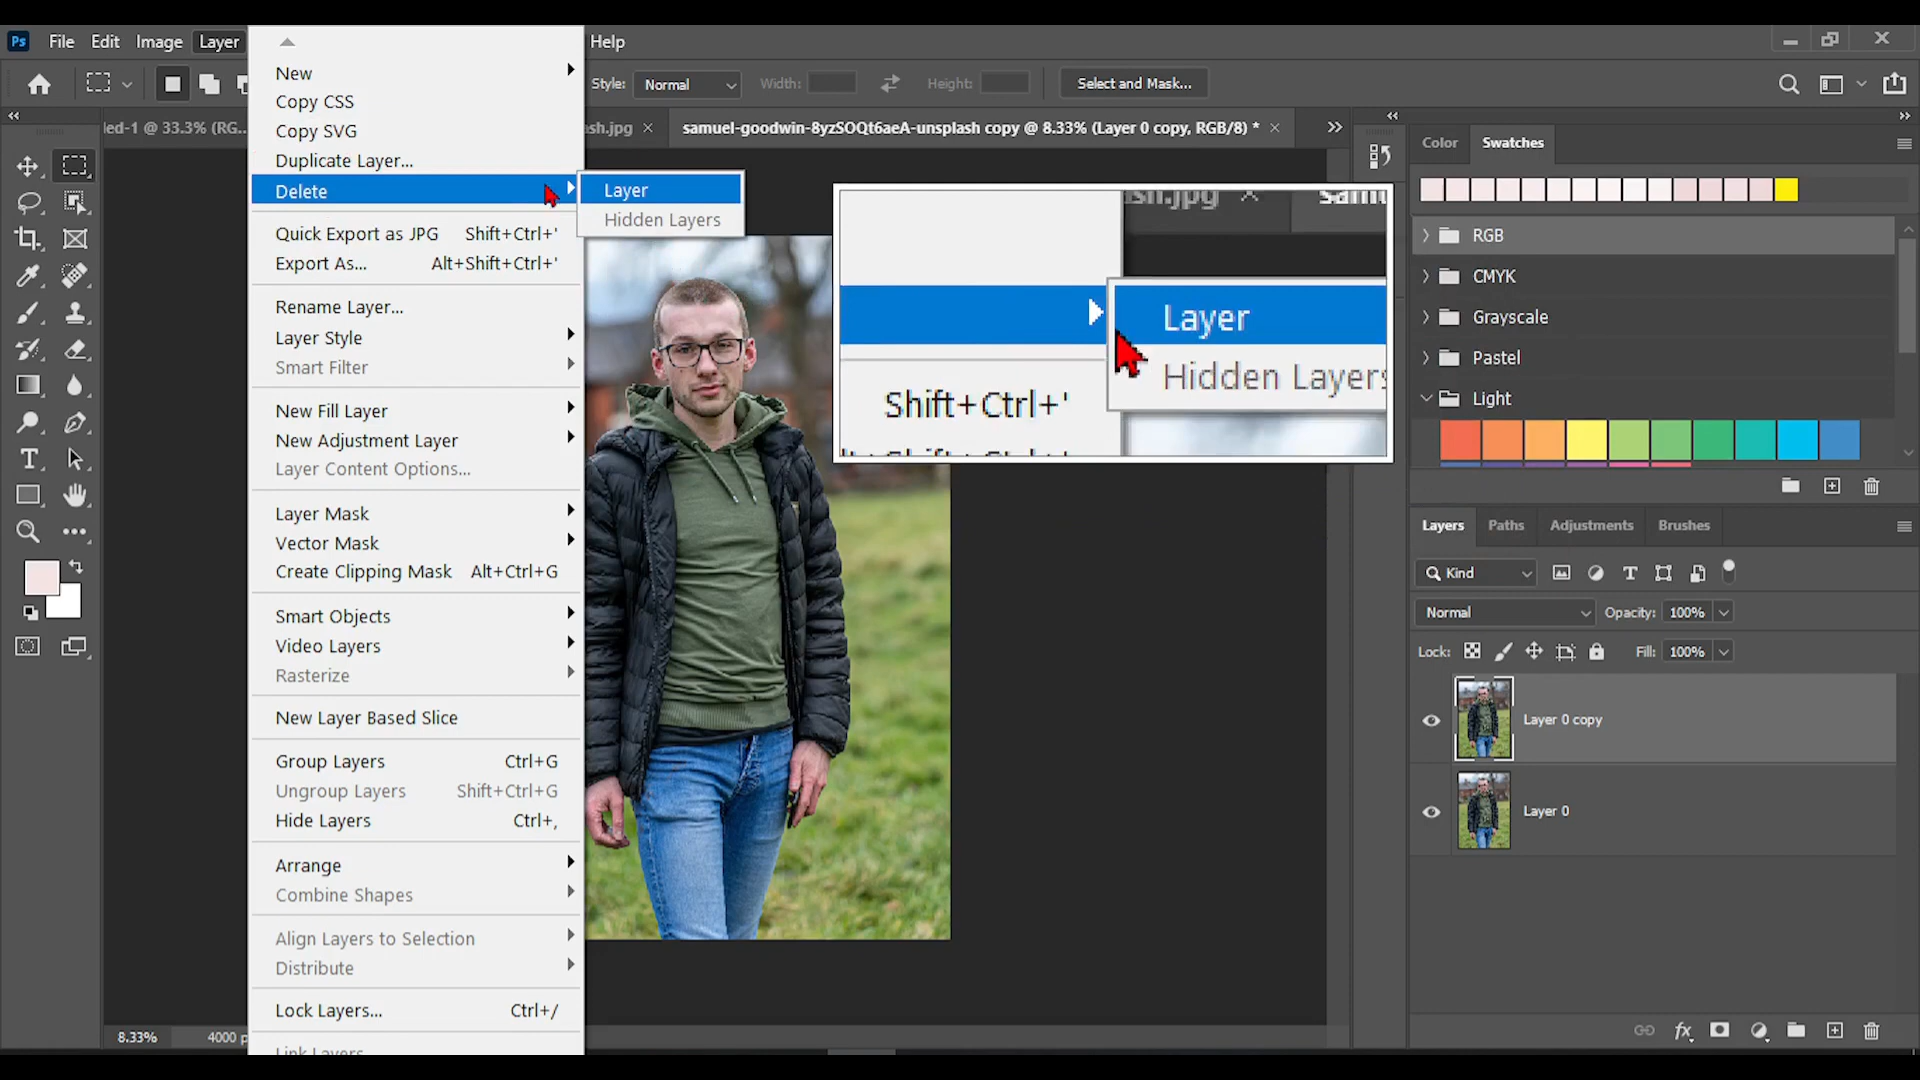 Ps File Edit Image Layer Help
Style: Normal Width: Height: Select and Mask...
led-1 @ 33.3% (RG... sh.jpg samuel-goodwin-8yzSOQt6aeA-unsplash copy @ 8.33% (Layer 0 copy, RGB/8) *
New
Copy CSS
Copy SVG
Duplicate Layer...
Delete
Layer
Hidden Layers
Quick Export as JPG Shift+Ctrl+'
Export As... Alt+Shift+Ctrl+'
Rename Layer...
Layer Style
Smart Filter
New Fill Layer
New Adjustment Layer
Layer Content Options...
Layer Mask
Vector Mask
Create Clipping Mask Alt+Ctrl+G
Smart Objects
Video Layers
Rasterize
New Layer Based Slice
Group Layers Ctrl+G
Ungroup Layers Shift+Ctrl+G
Hide Layers Ctrl+,
Arrange
Combine Shapes
Align Layers to Selection
Distribute
Lock Layers... Ctrl+/
Link Layers
sh.jpg
Layer
Hidden Layers
Shift+Ctrl+'
Color Swatches
RGB
CMYK
Grayscale
Pastel
Light
Layers Paths Adjustments Brushes
Kind
Normal Opacity: 100%
Lock: Fill: 100%
Layer 0 copy
Layer 0
fx
8.33% 4000 p